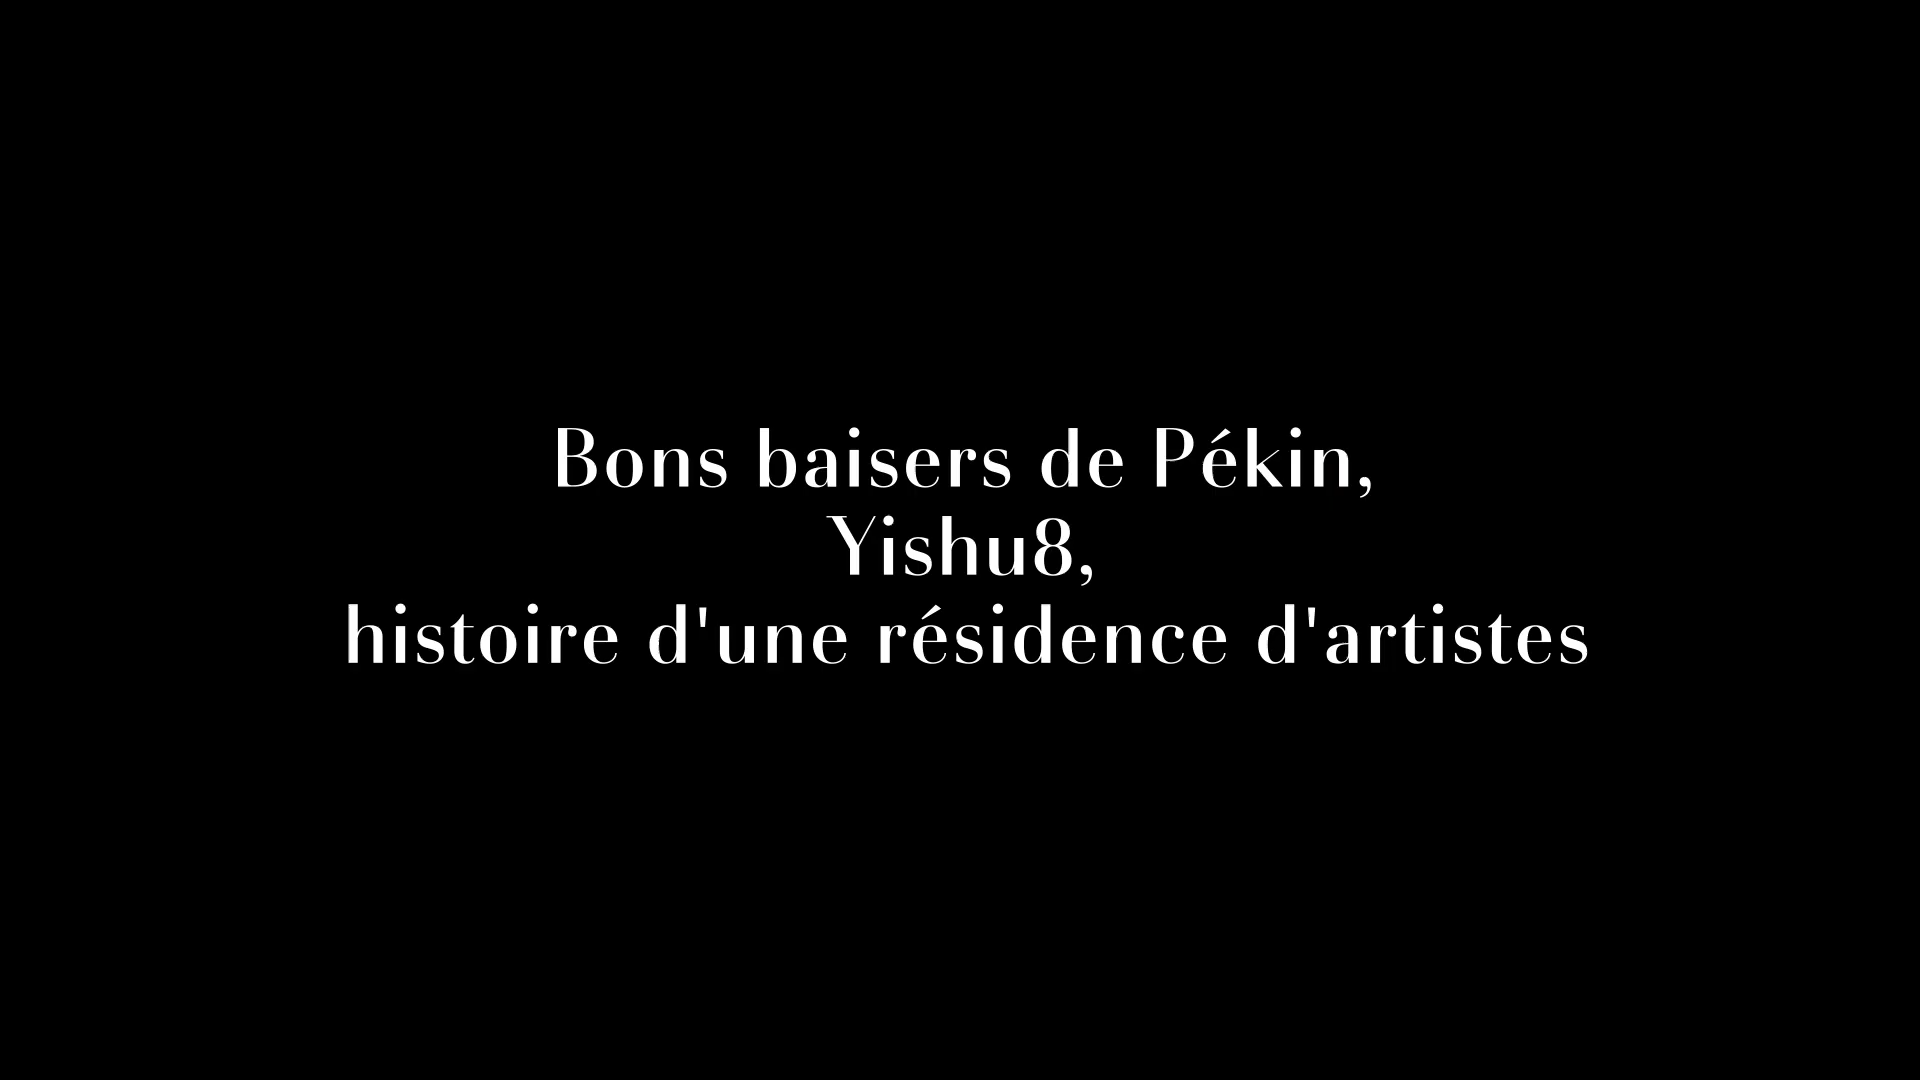 Bons baisers de Pékin,
Yishu8,
histoire d'une résidence d'artistes